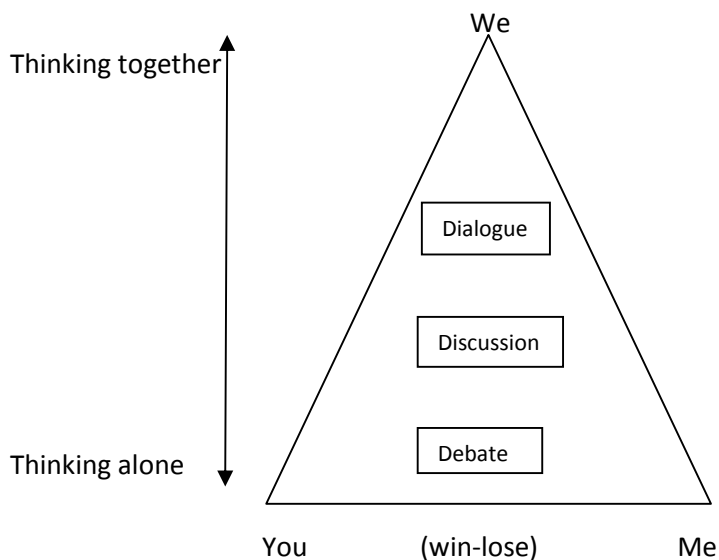 We
Thinking together
Dialogue
Discussion
Debate
Thinking alone
You (win-lose) Me